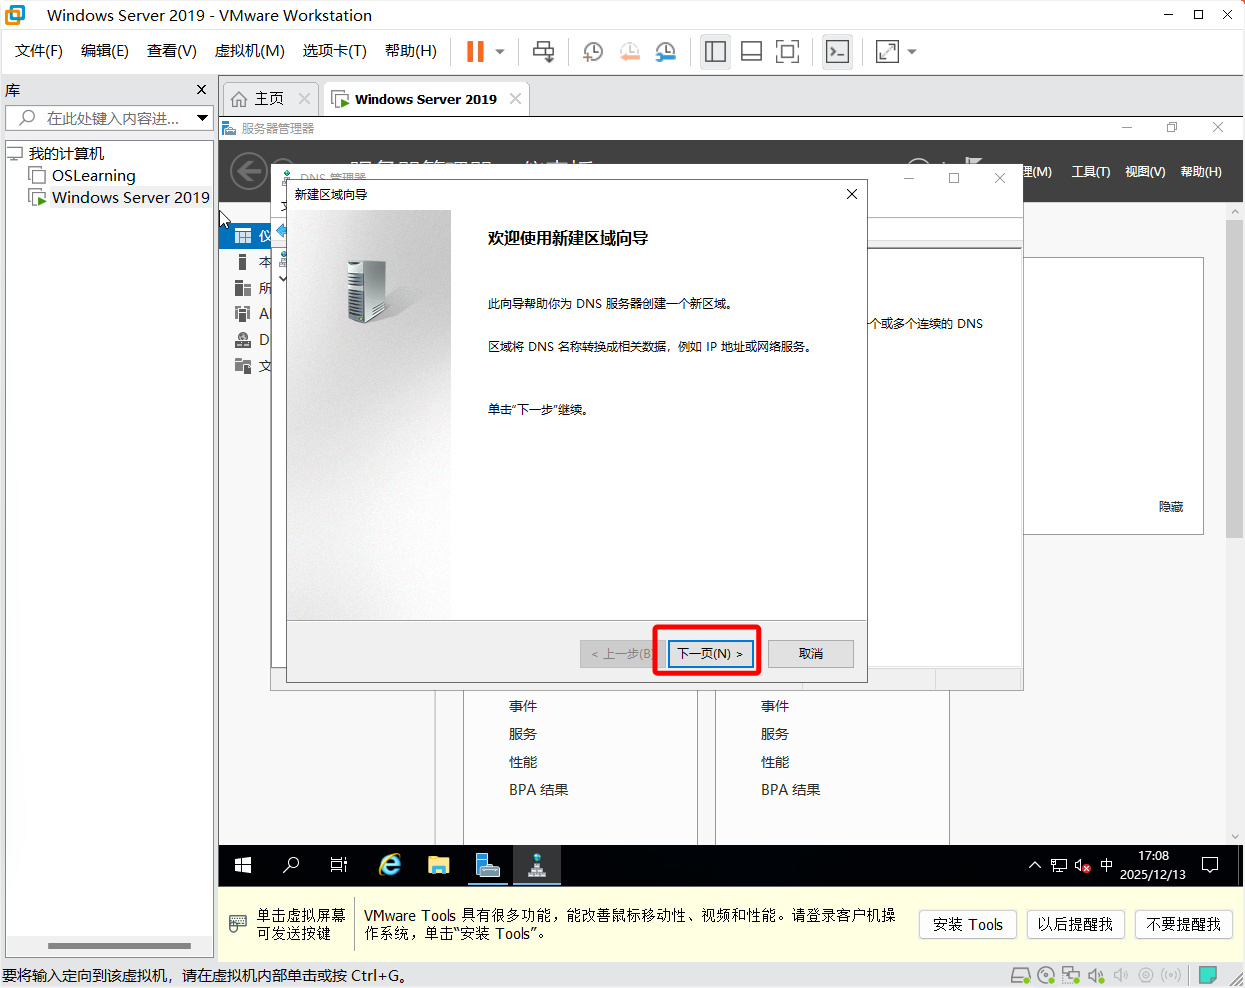 Windows Server 2019 - VMware Workstation
文件(F) 编辑(E) 查看(V) 虚拟机(M) 选项卡(T) 帮助(H)
库
在此处键入内容进...
我的计算机
OSLearning
Windows Server 2019
主页
Windows Server 2019
服务器管理器
理(M) 工具(T) 视图(V) 帮助(H)
DNS 管理器
新建区域向导
欢迎使用新建区域向导
此向导帮助你为 DNS 服务器创建一个新区域。
区域将 DNS 名称转换成相关数据，例如 IP 地址或网络服务。
单击“下一步”继续。
< 上一步(B)
下一页(N) >
取消
仪
本
所
A
D
文
个或多个连续的 DNS
隐藏
事件
服务
性能
BPA 结果
事件
服务
性能
BPA 结果
中
17:08
2025/12/13
单击虚拟屏幕
可发送按键
VMware Tools 具有很多功能，能改善鼠标移动性、视频和性能。请登录客户机操
作系统，单击“安装 Tools”。
安装 Tools
以后提醒我
不要提醒我
要将输入定向到该虚拟机，请在虚拟机内部单击或按 Ctrl+G。